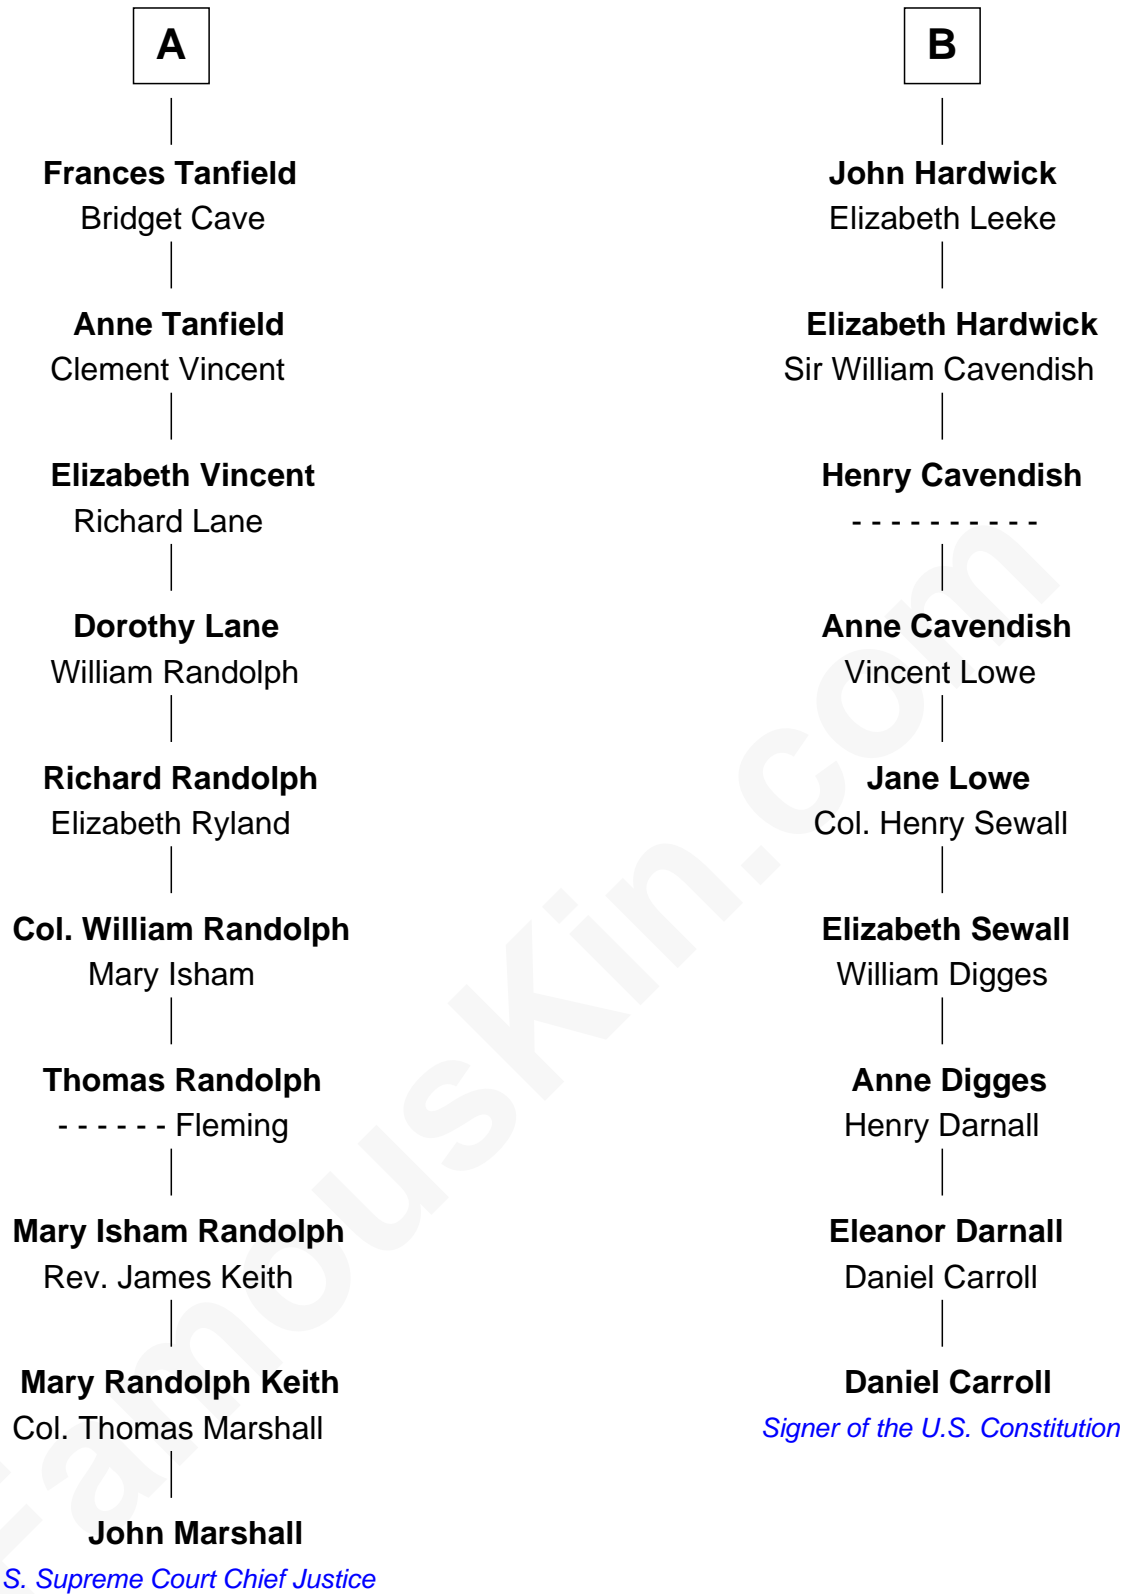 A
Frances Tanfield
Bridget Cave
Anne Tanfield
Clement Vincent
Elizabeth Vincent
Richard Lane
Dorothy Lane
William Randolph
Richard Randolph
Elizabeth Ryland
Col. William Randolph
Mary Isham
Thomas Randolph
- - - - - - Fleming
Mary Isham Randolph
Rev. James Keith
Mary Randolph Keith
Col. Thomas Marshall
John Marshall
S. Supreme Court Chief Justice
B
John Hardwick
Elizabeth Leeke
Elizabeth Hardwick
Sir William Cavendish
Henry Cavendish
- - - - - - - - - -
Anne Cavendish
Vincent Lowe
Jane Lowe
Col. Henry Sewall
Elizabeth Sewall
William Digges
Anne Digges
Henry Darnall
Eleanor Darnall
Daniel Carroll
Daniel Carroll
Signer of the U.S. Constitution
FamousKin.com